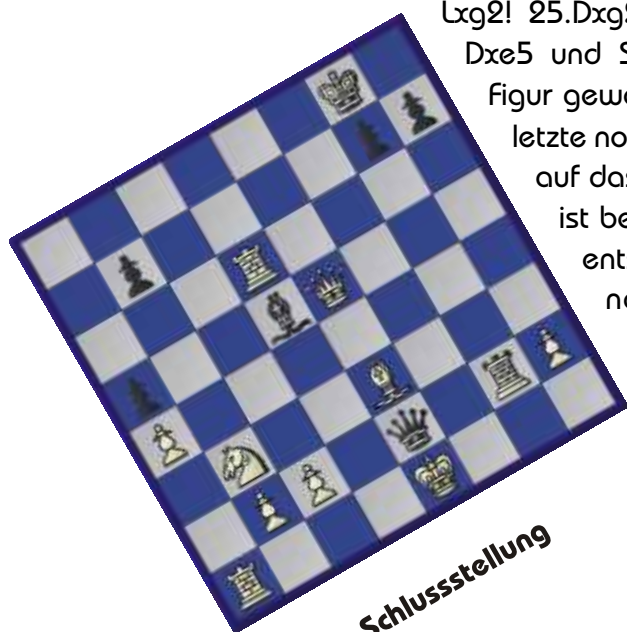 Lxg2! 25.Dxg
Dxe5 und S
Figur gew
letzte no
auf das
ist be
ent
Schlussstellung